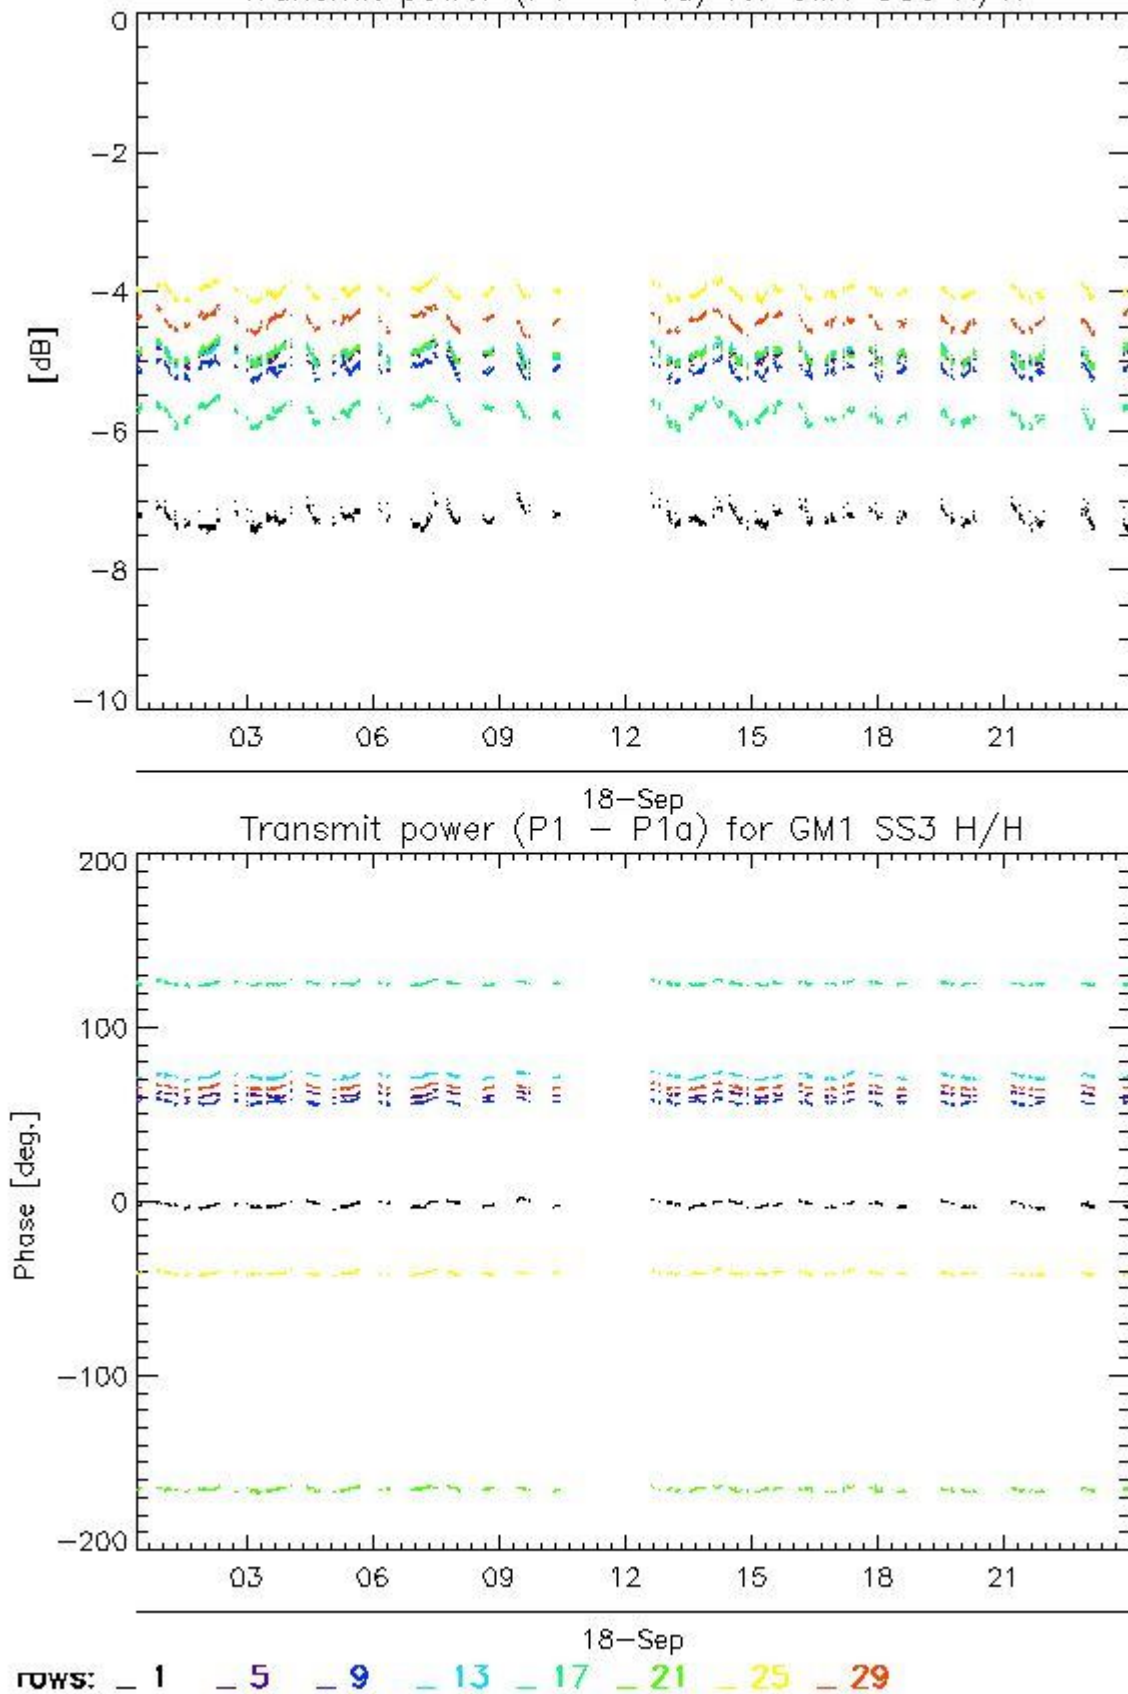 0
−2
−4
[dB]
−6
−8
−10
03 06 09 12 15 18 21
18−Sep
Transmit power (P1 − P1a) for GM1 SS3 H/H
200
100
Phase [deg.]
0
−100
−200
03 06 09 12 15 18 21
18−Sep
rows: _ 1 _ 5 _ 9 _ 13 _ 17 _ 21 _ 25 _ 29